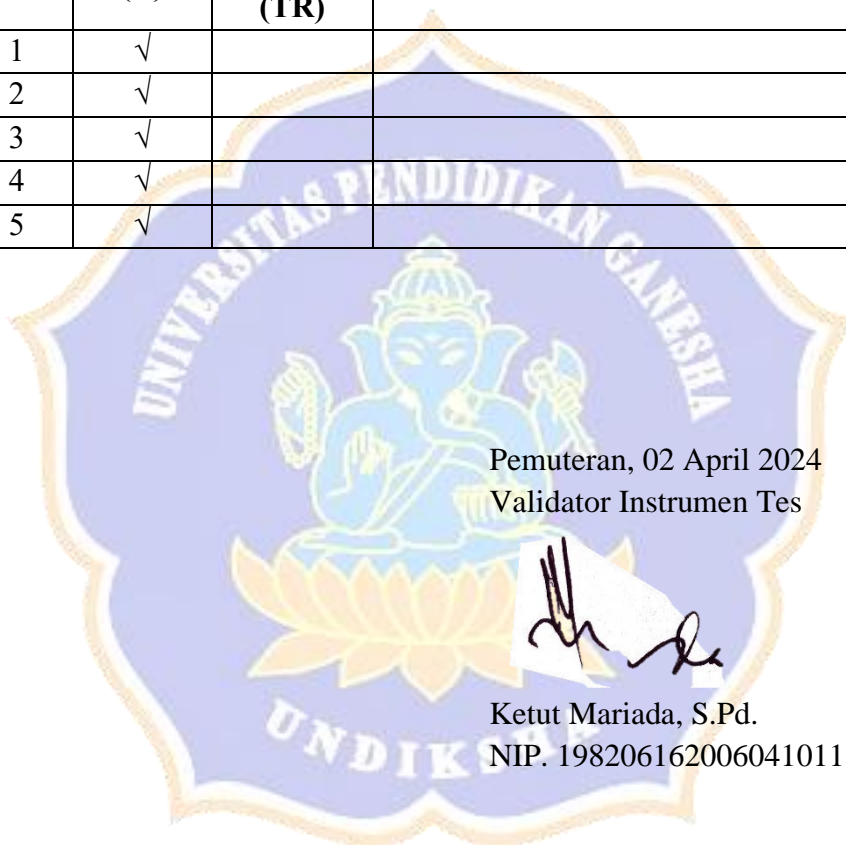 (TR)
1 √
2 √
3 √
4 √
5 √
UNIVERSITAS PENDIDIKAN GANESHA
UNDIKSHA
Pemuteran, 02 April 2024
Validator Instrumen Tes
Ketut Mariada, S.Pd.
NIP. 198206162006041011